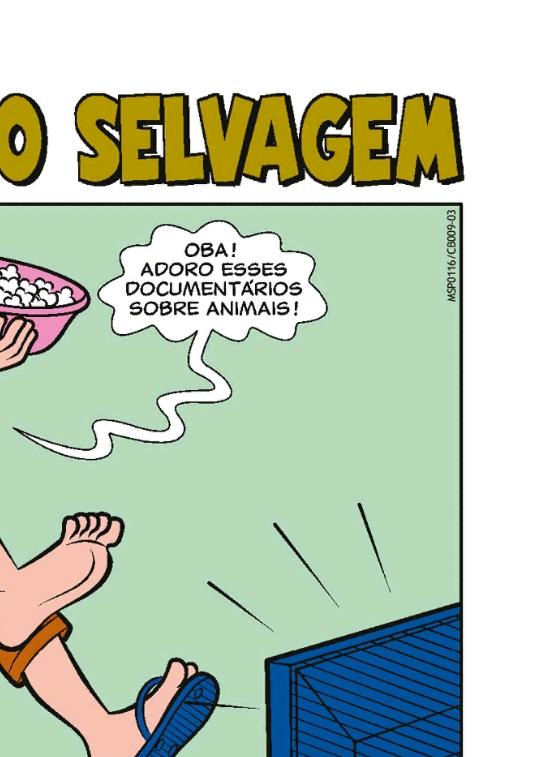 O SELVAGEM
OBA!
ADORO ESSES
DOCUMENTÁRIOS
SOBRE ANIMAIS!
MSP0116/CB009-03